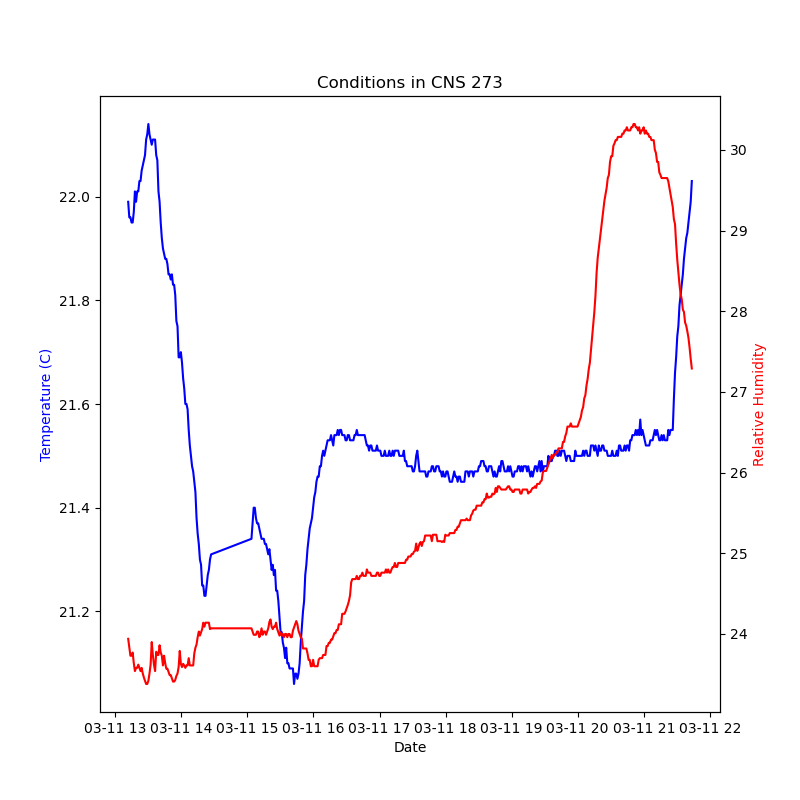 Conditions in CNS 273
22.0
21.8
21.6
21.4
21.2
Temperature (C)
30
29
28
27
26
25
24
Relative Humidity
03-11 13 03-11 14 03-11 15 03-11 16 03-11 17 03-11 18 03-11 19 03-11 20 03-11 21 03-11 22
Date